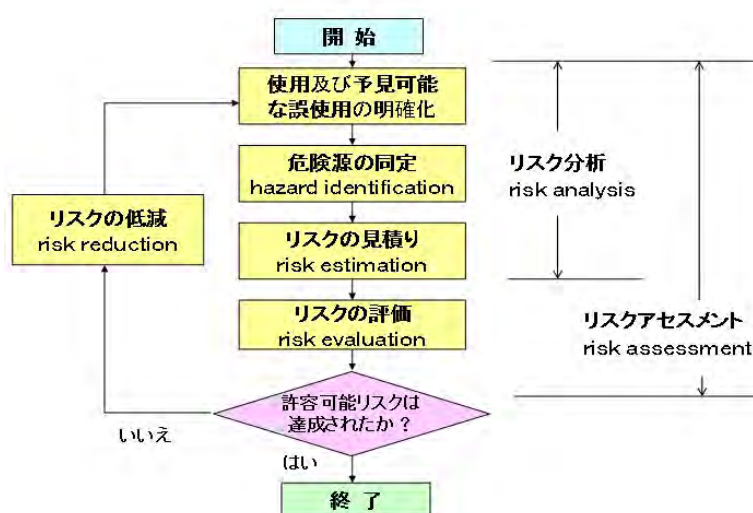 開 始
使用及び予見可能
な誤使用の明確化
危険源の同定
hazard identification
リスク分析
risk analysis
リスクの低減
risk reduction
リスクの見積り
risk estimation
リスクの評価
risk evaluation
リスクアセスメント
risk assessment
許容可能リスクは
達成されたか？
いいえ
はい
終 了